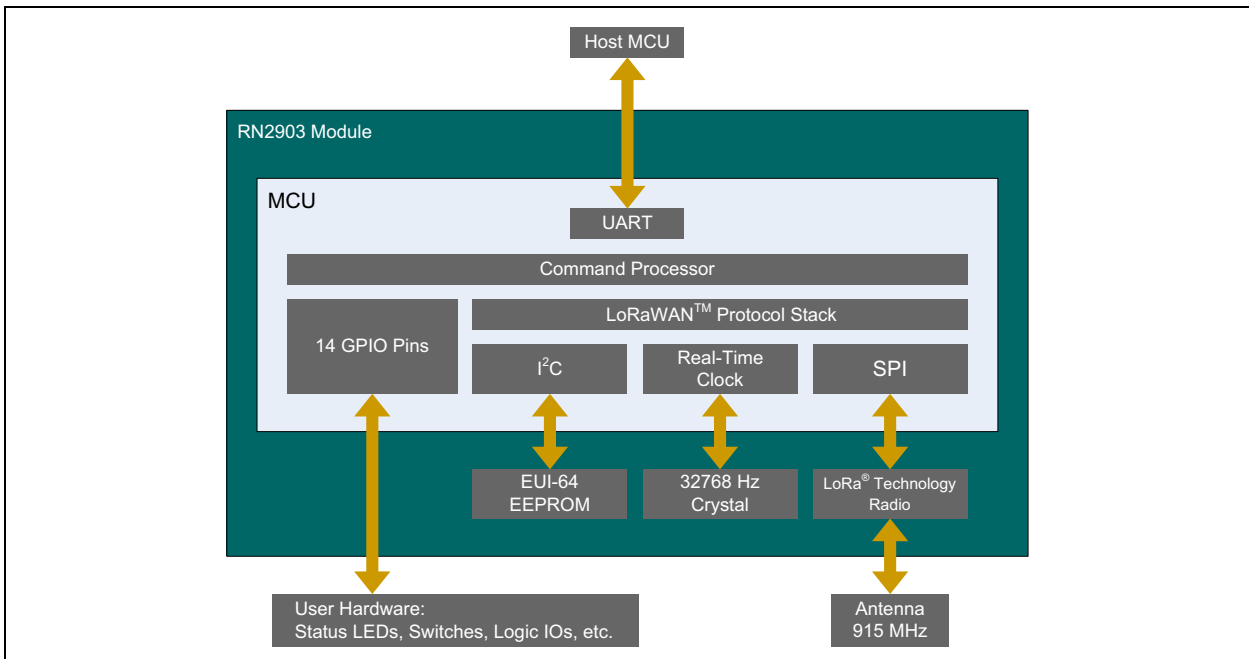 Host MCU
RN2903 Module
MCU
UART
Command Processor
14 GPIO Pins
LoRaWAN™ Protocol Stack
I²C
Real-Time
Clock
SPI
EUI-64
EEPROM
32768 Hz
Crystal
LoRa® Technology
Radio
User Hardware:
Status LEDs, Switches, Logic IOs, etc.
Antenna
915 MHz